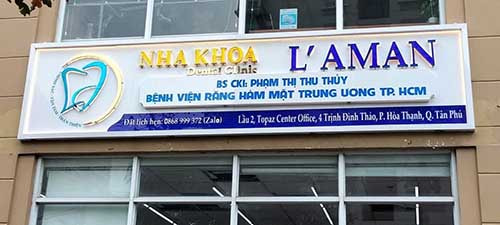 NHA KHOA L'AMAN
Dental Clinic
BS CKI: PHẠM THỊ THU THỦY
BỆNH VIỆN RĂNG HÀM MẶT TRUNG ƯƠNG TP. HCM
Đặt lịch hẹn: 0868 999 372 (Zalo)
Lầu 2, Topaz Center Office, 4 Trịnh Đình Thảo, P. Hòa Thạnh, Q. Tân Phú